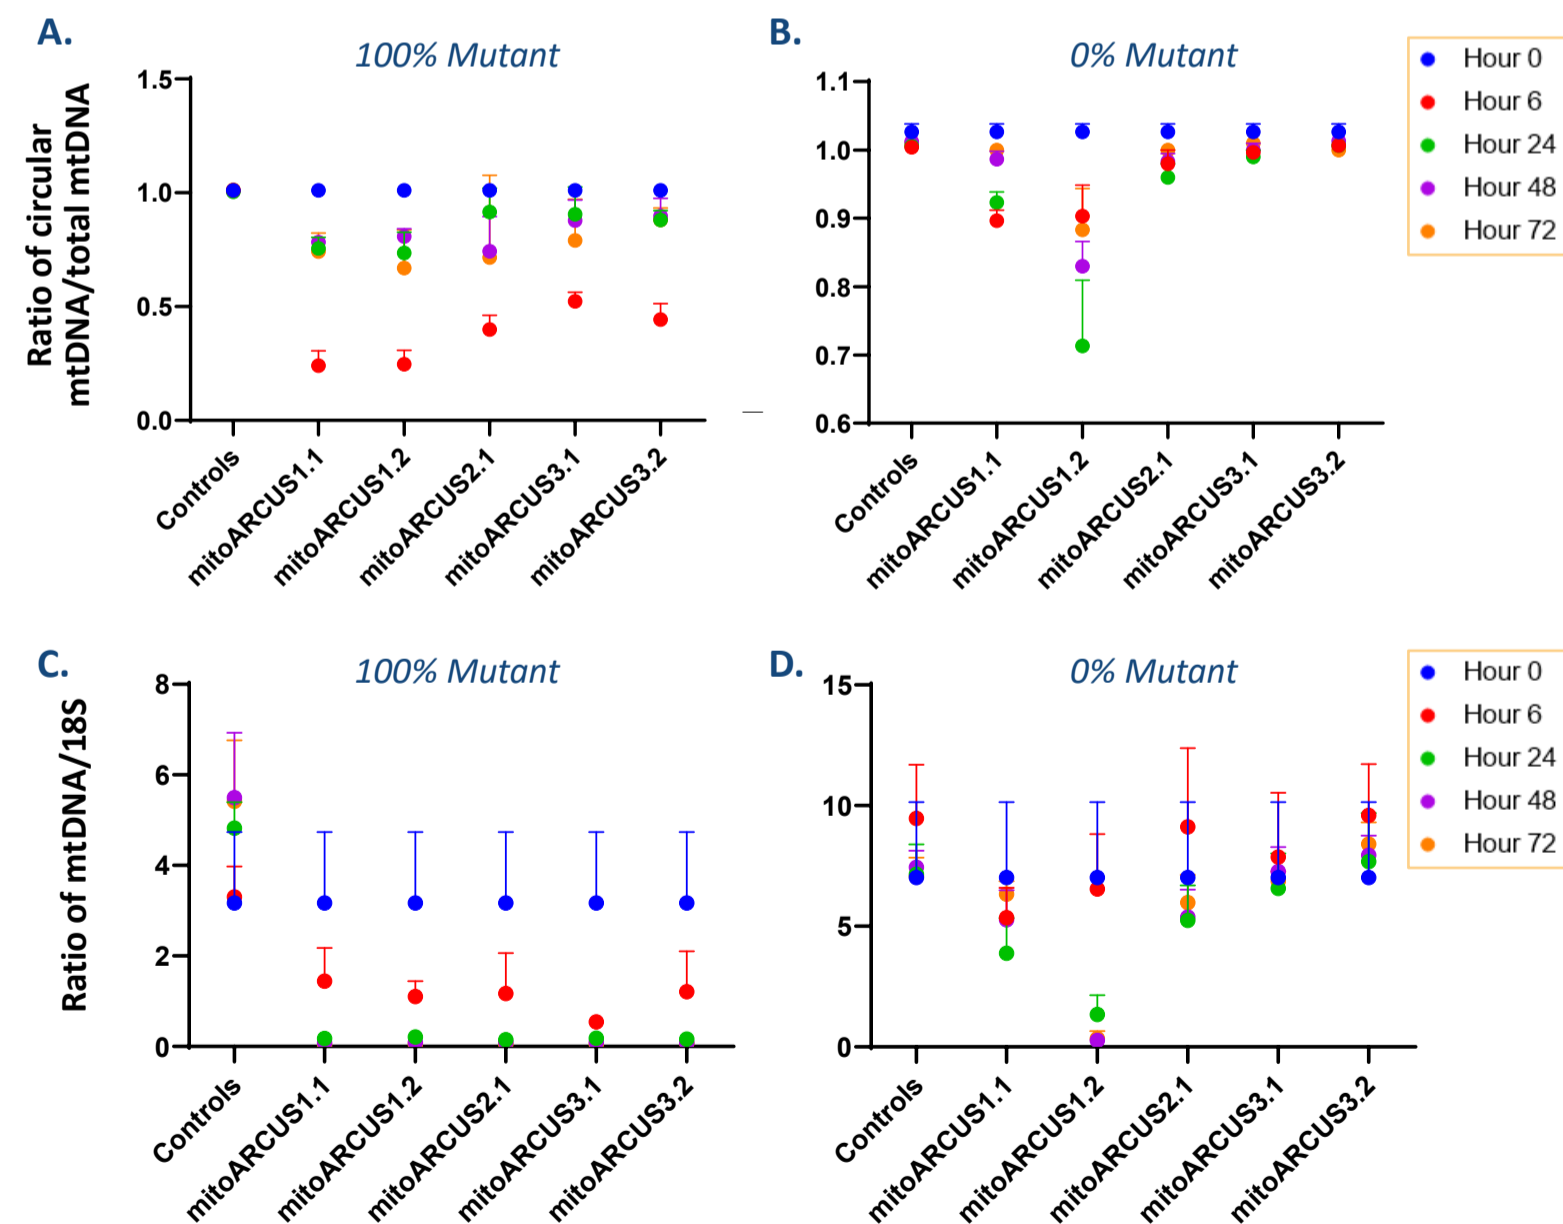 A.
100% Mutant
Ratio of circular
mtDNA/total mtDNA
1.5
1.0
0.5
0.0
Controls
mitoARCUS1.1
mitoARCUS1.2
mitoARCUS2.1
mitoARCUS3.1
mitoARCUS3.2
B.
0% Mutant
1.1
1.0
0.9
0.8
0.7
0.6
Controls
mitoARCUS1.1
mitoARCUS1.2
mitoARCUS2.1
mitoARCUS3.1
mitoARCUS3.2
Hour 0
Hour 6
Hour 24
Hour 48
Hour 72
C.
100% Mutant
Ratio of mtDNA/18S
8
6
4
2
0
Controls
mitoARCUS1.1
mitoARCUS1.2
mitoARCUS2.1
mitoARCUS3.1
mitoARCUS3.2
D.
0% Mutant
15
10
5
0
Controls
mitoARCUS1.1
mitoARCUS1.2
mitoARCUS2.1
mitoARCUS3.1
mitoARCUS3.2
Hour 0
Hour 6
Hour 24
Hour 48
Hour 72